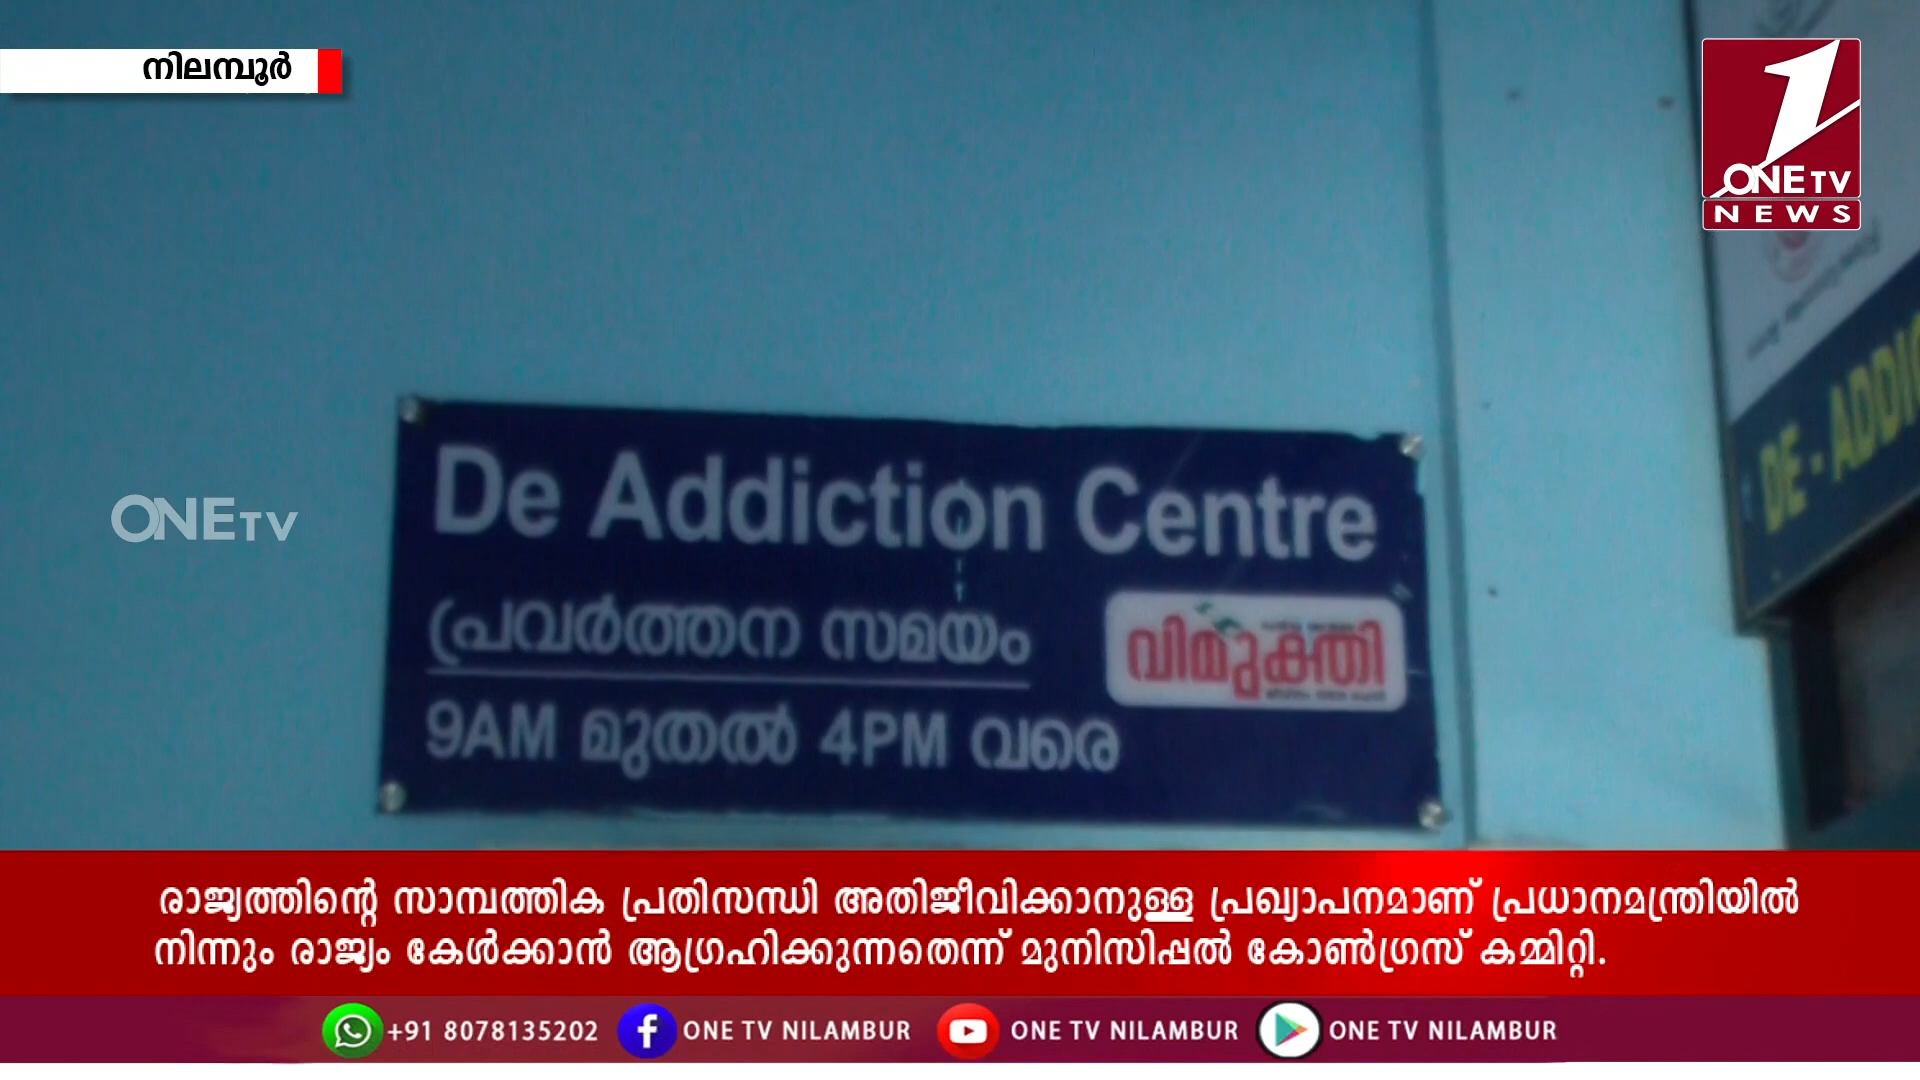 നിലമ്പൂർ
1
ONE TV
NEWS
ONE TV
De Addiction Centre
പ്രവർത്തന സമയം
വിമുക്തി
9AM മുതൽ 4PM വരെ
DE - ADDIC
രാജ്യത്തിന്റെ സാമ്പത്തിക പ്രതിസന്ധി അതിജീവിക്കാനുള്ള പ്രഖ്യാപനമാണ് പ്രധാനമന്ത്രിയിൽ
നിന്നും രാജ്യം കേൾക്കാൻ ആഗ്രഹിക്കുന്നതെന്ന് മുനിസിപ്പൽ കോൺഗ്രസ് കമ്മിറ്റി.
+91 8078135202 ONE TV NILAMBUR ONE TV NILAMBUR ONE TV NILAMBUR